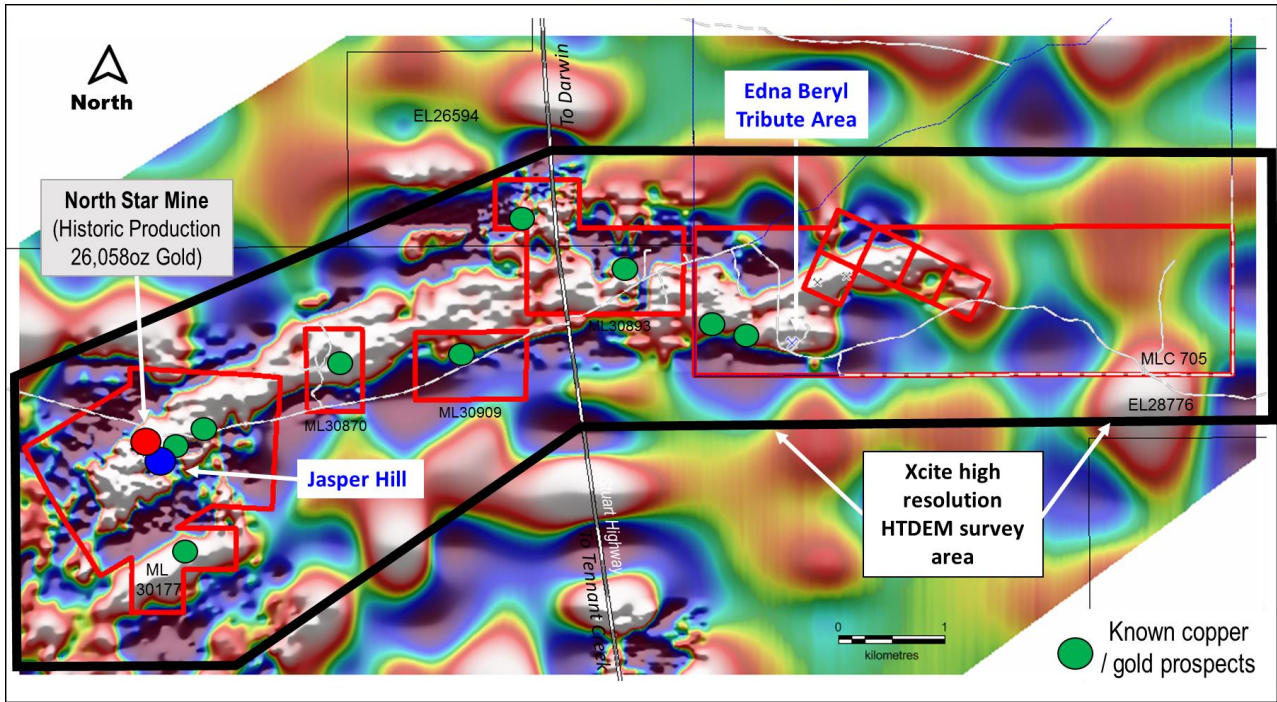 North
To Darwin
EL26594
Edna Beryl
Tribute Area
North Star Mine
(Historic Production
26,058oz Gold)
ML30893
MLC 705
ML30909
ML30870
EL28776
Jasper Hill
Xcite high
resolution
HTDEM survey
area
Stuart Highway
To Tennant Creek
ML
30177
0 1
kilometres
Known copper
/ gold prospects